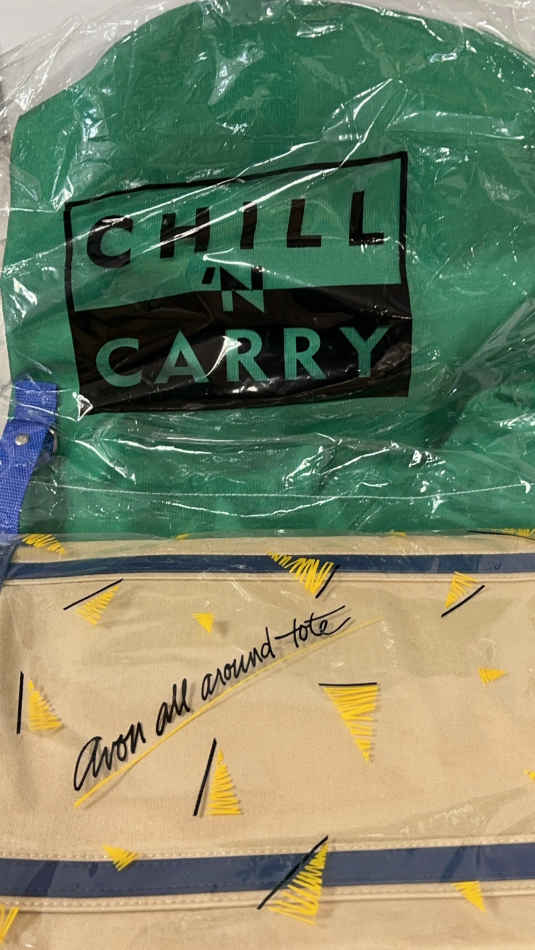 CHILL
'N
CARRY
avon all around tote